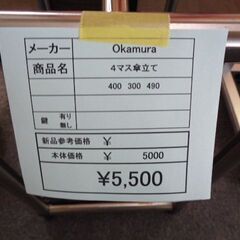 メーカー Okamura
商品名 4マス傘立て
400 300 490
鍵 有り 無し
新品参考価格 ¥
本体価格 ¥ 5000
¥5,500